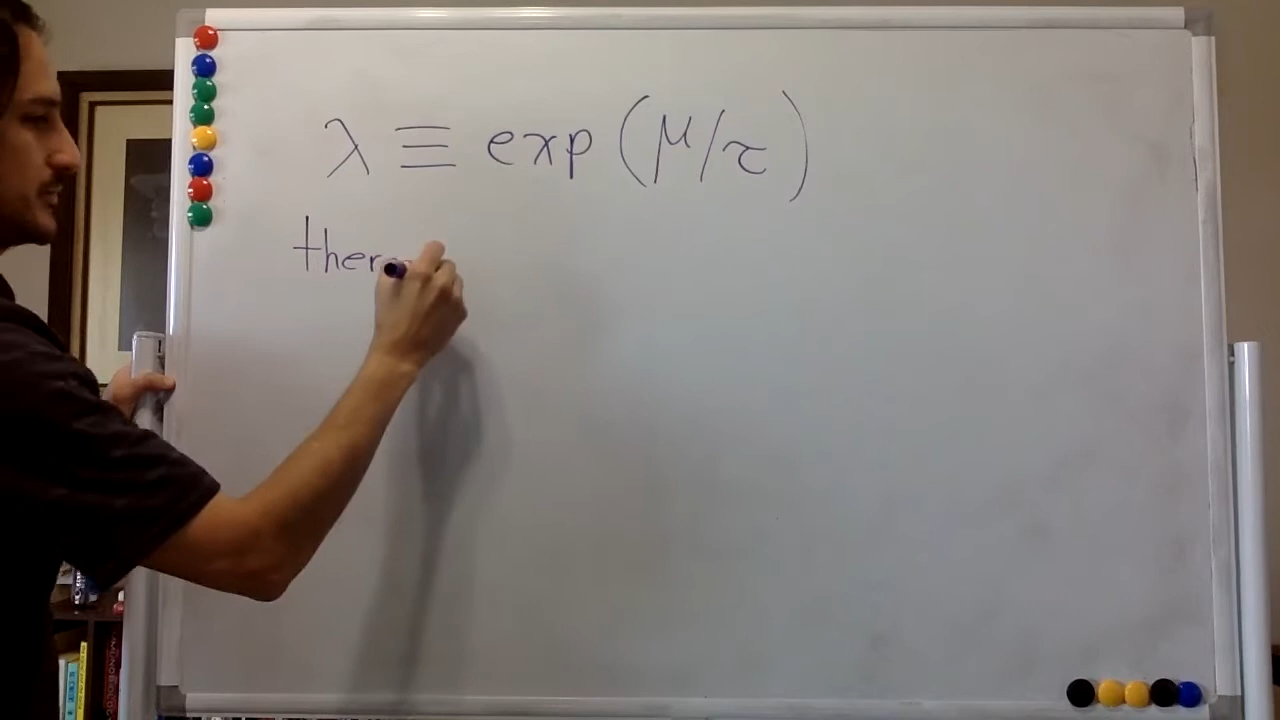 λ ≡ exp (μ/τ)
ther